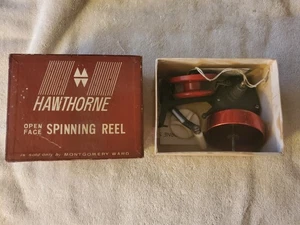 HAWTHORNE
OPEN
FACE SPINNING REEL
MONTGOMERY WARD